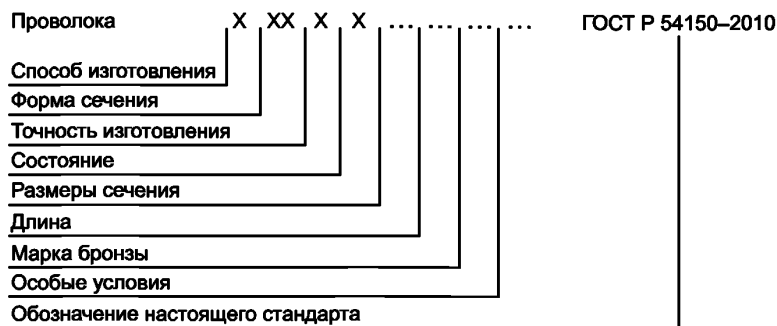 Проволока X XX X X ... ... ... ... ГОСТ Р 54150–2010
Способ изготовления
Форма сечения
Точность изготовления
Состояние
Размеры сечения
Длина
Марка бронзы
Особые условия
Обозначение настоящего стандарта